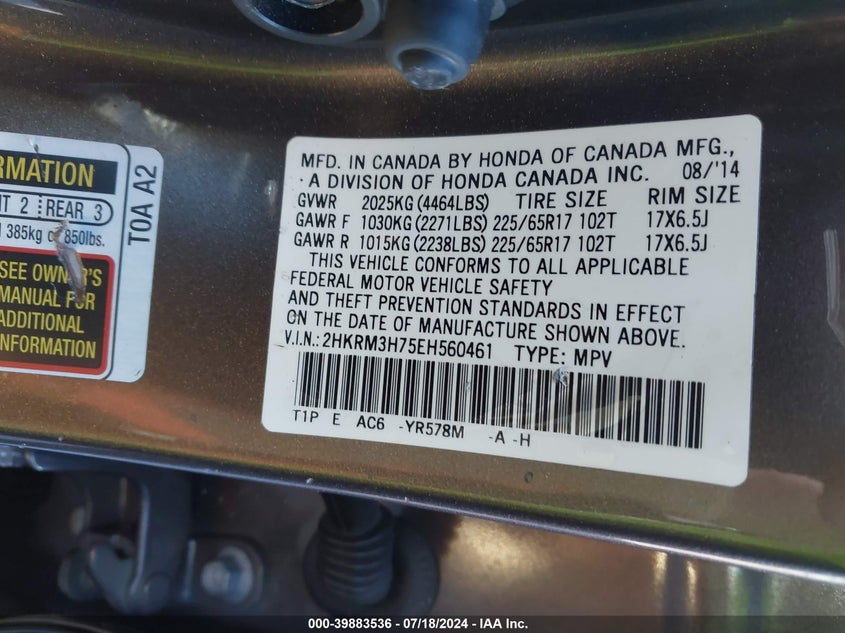 RMATION
NT 2 REAR 3
385kg or 850lbs.
SEE OWNER'S
MANUAL FOR
ADDITIONAL
INFORMATION
T0A A2
MFD. IN CANADA BY HONDA OF CANADA MFG.,
A DIVISION OF HONDA CANADA INC. 08/'14
GVWR 2025KG (4464LBS) TIRE SIZE RIM SIZE
GAWR F 1030KG (2271LBS) 225/65R17 102T 17X6.5J
GAWR R 1015KG (2238LBS) 225/65R17 102T 17X6.5J
THIS VEHICLE CONFORMS TO ALL APPLICABLE
FEDERAL MOTOR VEHICLE SAFETY
AND THEFT PREVENTION STANDARDS IN EFFECT
ON THE DATE OF MANUFACTURE SHOWN ABOVE.
V.I.N.: 2HKRM3H75EH560461 TYPE: MPV
T1P E AC6 -YR578M -A -H
000-39883536 - 07/18/2024 - IAA Inc.